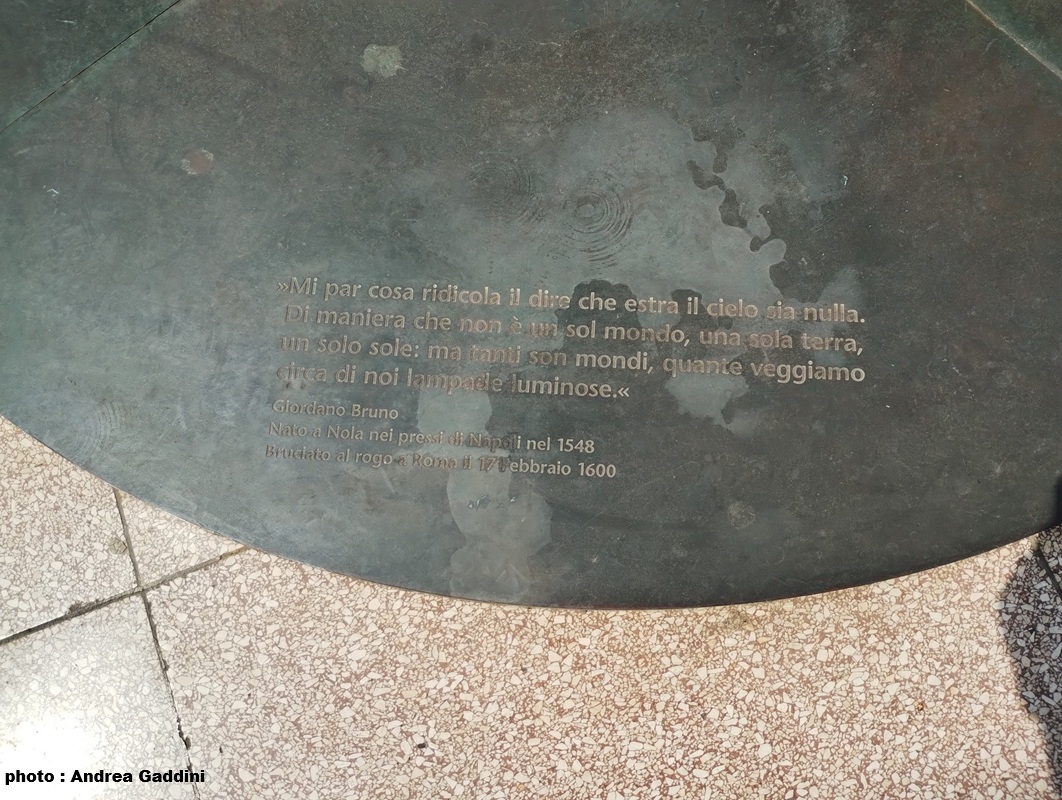 »Mi par cosa ridicola il dire che estra il cielo sia nulla.
Di maniera che non è un sol mondo, una sola terra,
un solo sole: ma tanti son mondi, quante veggiamo
circa di noi lampade luminose.«
Giordano Bruno
Nato a Nola nei pressi di Napoli nel 1548
Bruciato al rogo a Roma il 17 Febbraio 1600
photo : Andrea Gaddini